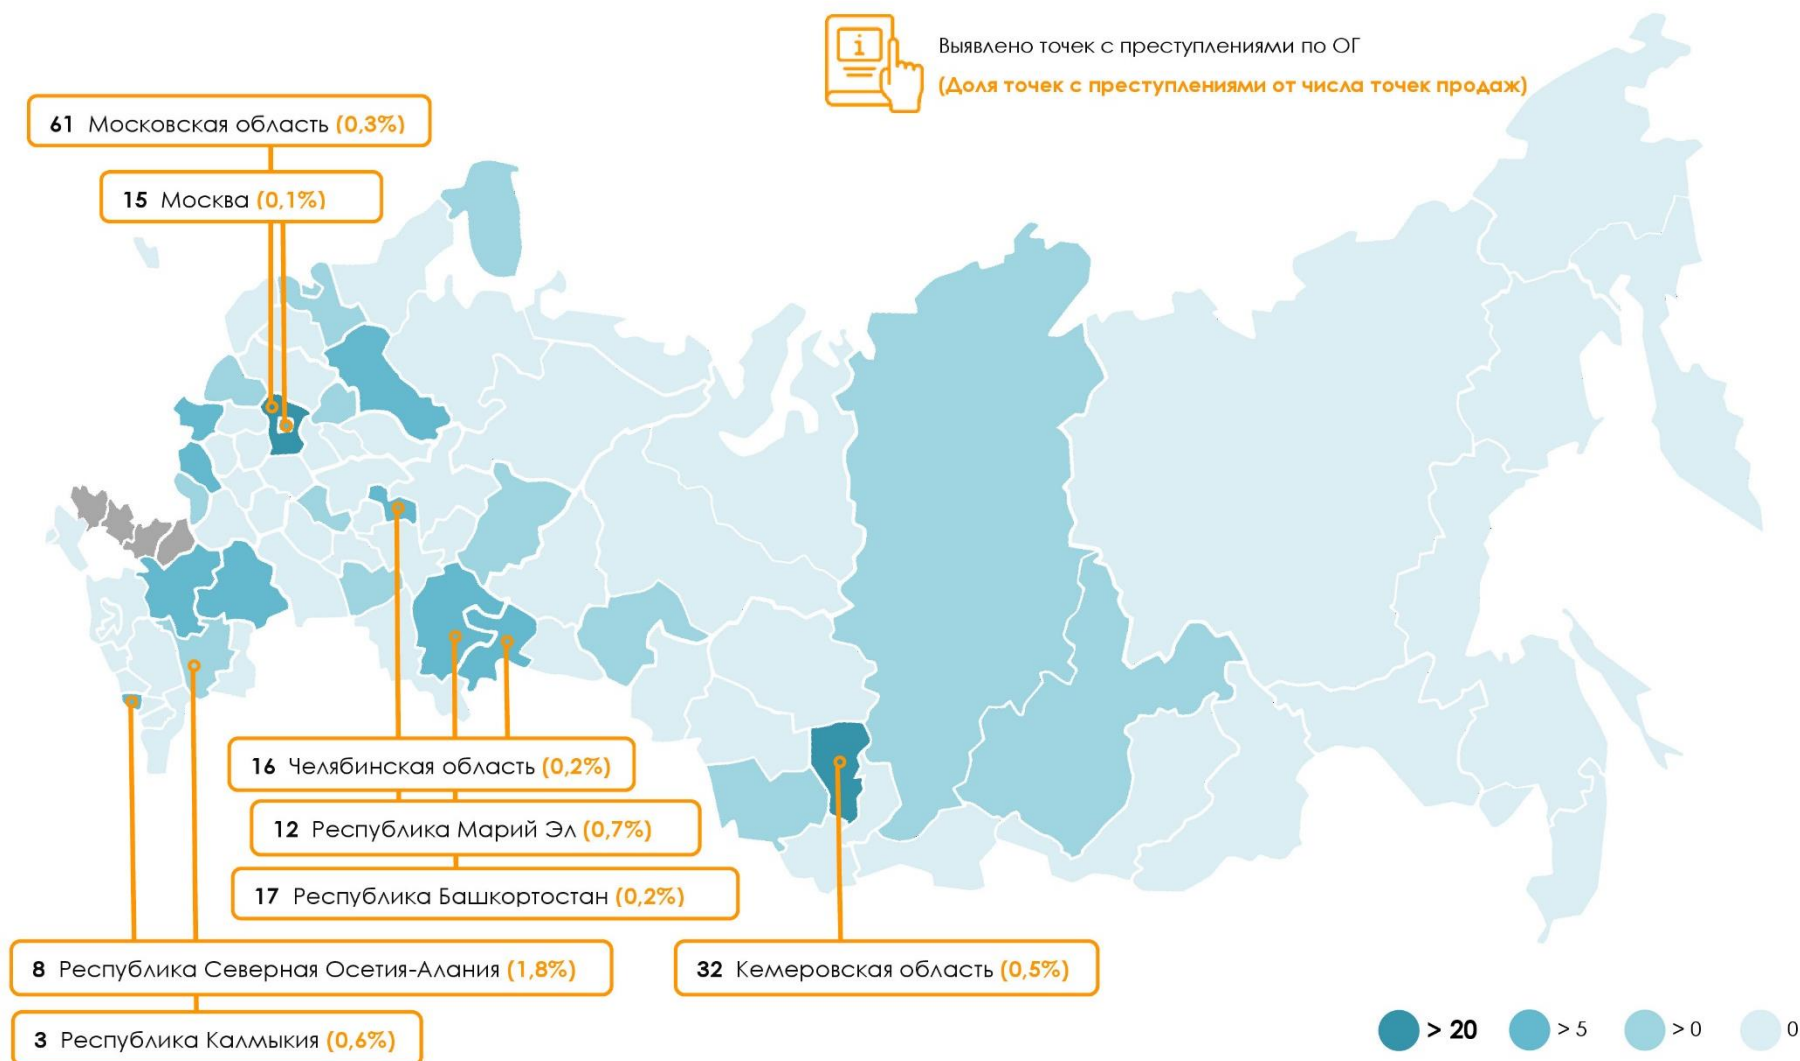 Выявлено точек с преступлениями по ОГ
(Доля точек с преступлениями от числа точек продаж)
61 Московская область (0,3%)
15 Москва (0,1%)
16 Челябинская область (0,2%)
12 Республика Марий Эл (0,7%)
17 Республика Башкортостан (0,2%)
8 Республика Северная Осетия-Алания (1,8%)
32 Кемеровская область (0,5%)
3 Республика Калмыкия (0,6%)
> 20 > 5 > 0 0